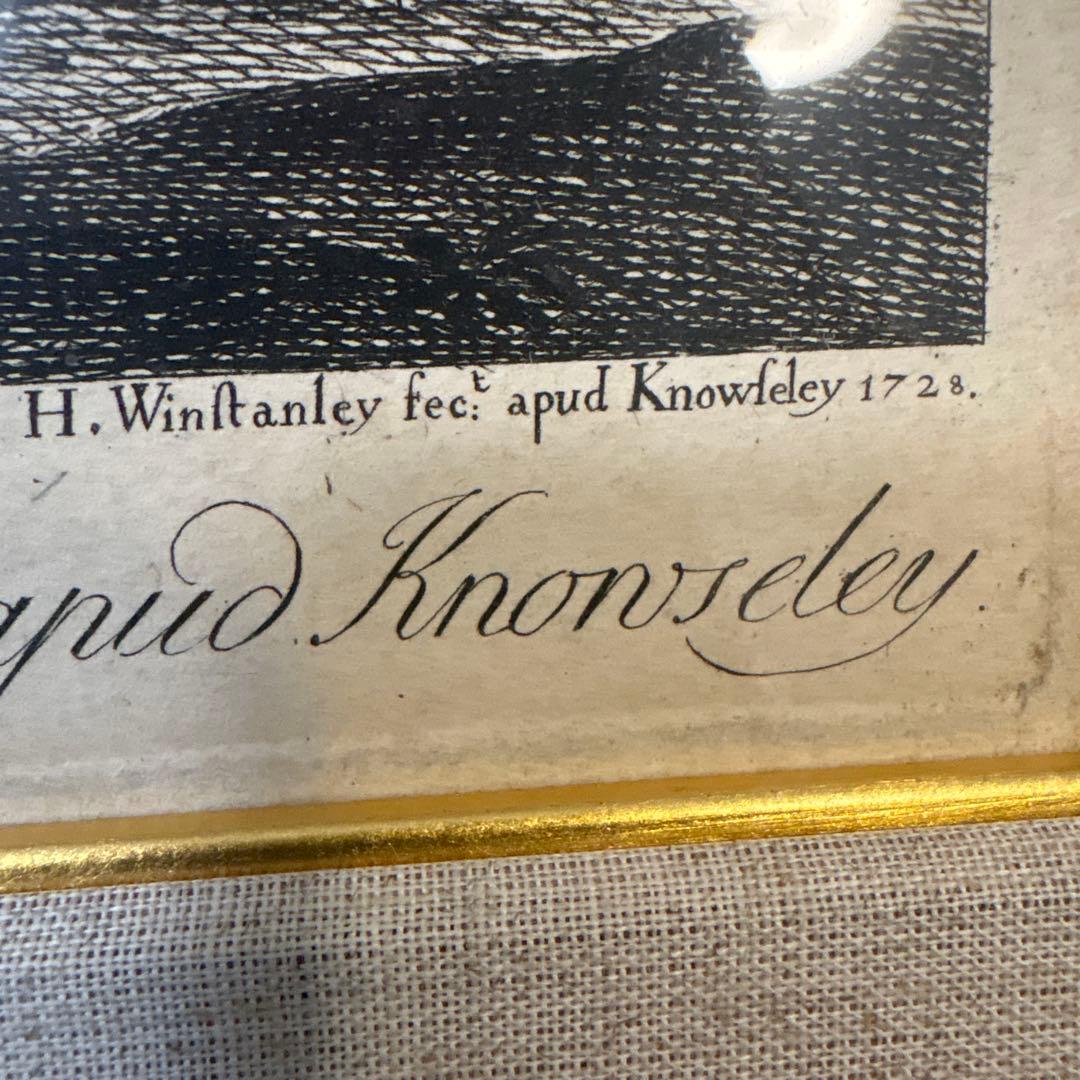 H. Winſtanley fec:ᵗ apud Knowſeley 1728.
apud Knowseley.